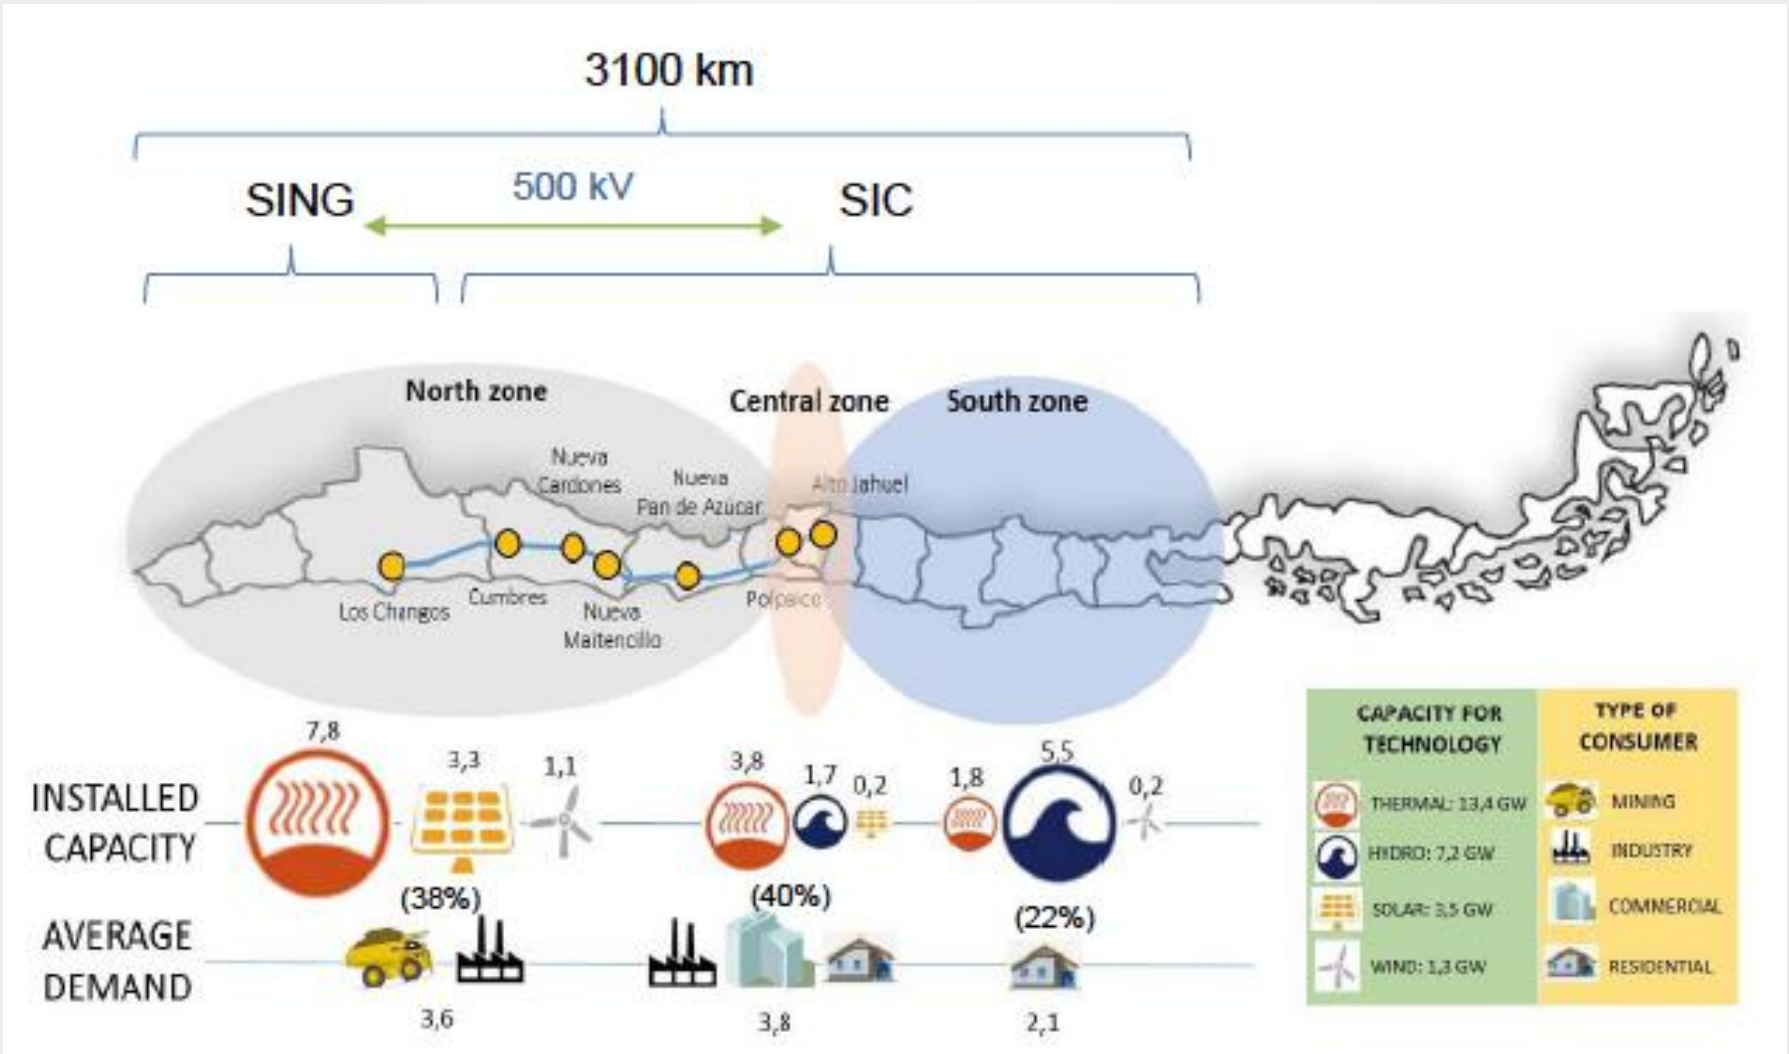 3100 km
SING
500 kV
SIC
North zone
Central zone
South zone
Nueva
Cardones
Nueva
Pan de Azúcar
Alto Jahuel
Los Changos
Cumbres
Nueva
Maitencillo
Polpaico
INSTALLED
CAPACITY
7,8
3,3
1,1
3,8
1,7
0,2
1,8
5,5
0,2
AVERAGE
DEMAND
(38%)
(40%)
(22%)
3,6
3,8
2,1
CAPACITY FOR
TECHNOLOGY
THERMAL: 13,4 GW
HYDRO: 7,2 GW
SOLAR: 3,5 GW
WIND: 1,3 GW
TYPE OF
CONSUMER
MINING
INDUSTRY
COMMERCIAL
RESIDENTIAL